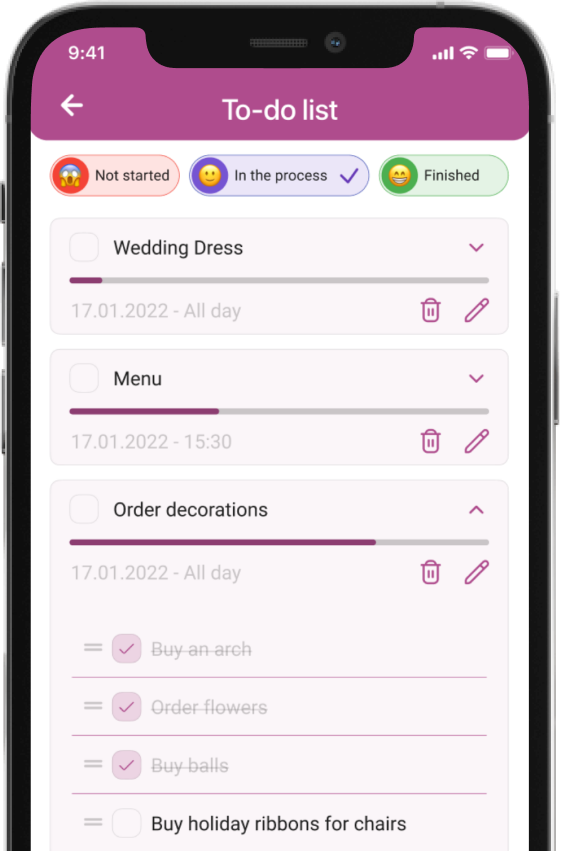 9:41
To-do list
Not started In the process Finished
Wedding Dress
17.01.2022 - All day
Menu
17.01.2022 - 15:30
Order decorations
17.01.2022 - All day
Buy an arch
Order flowers
Buy balls
Buy holiday ribbons for chairs